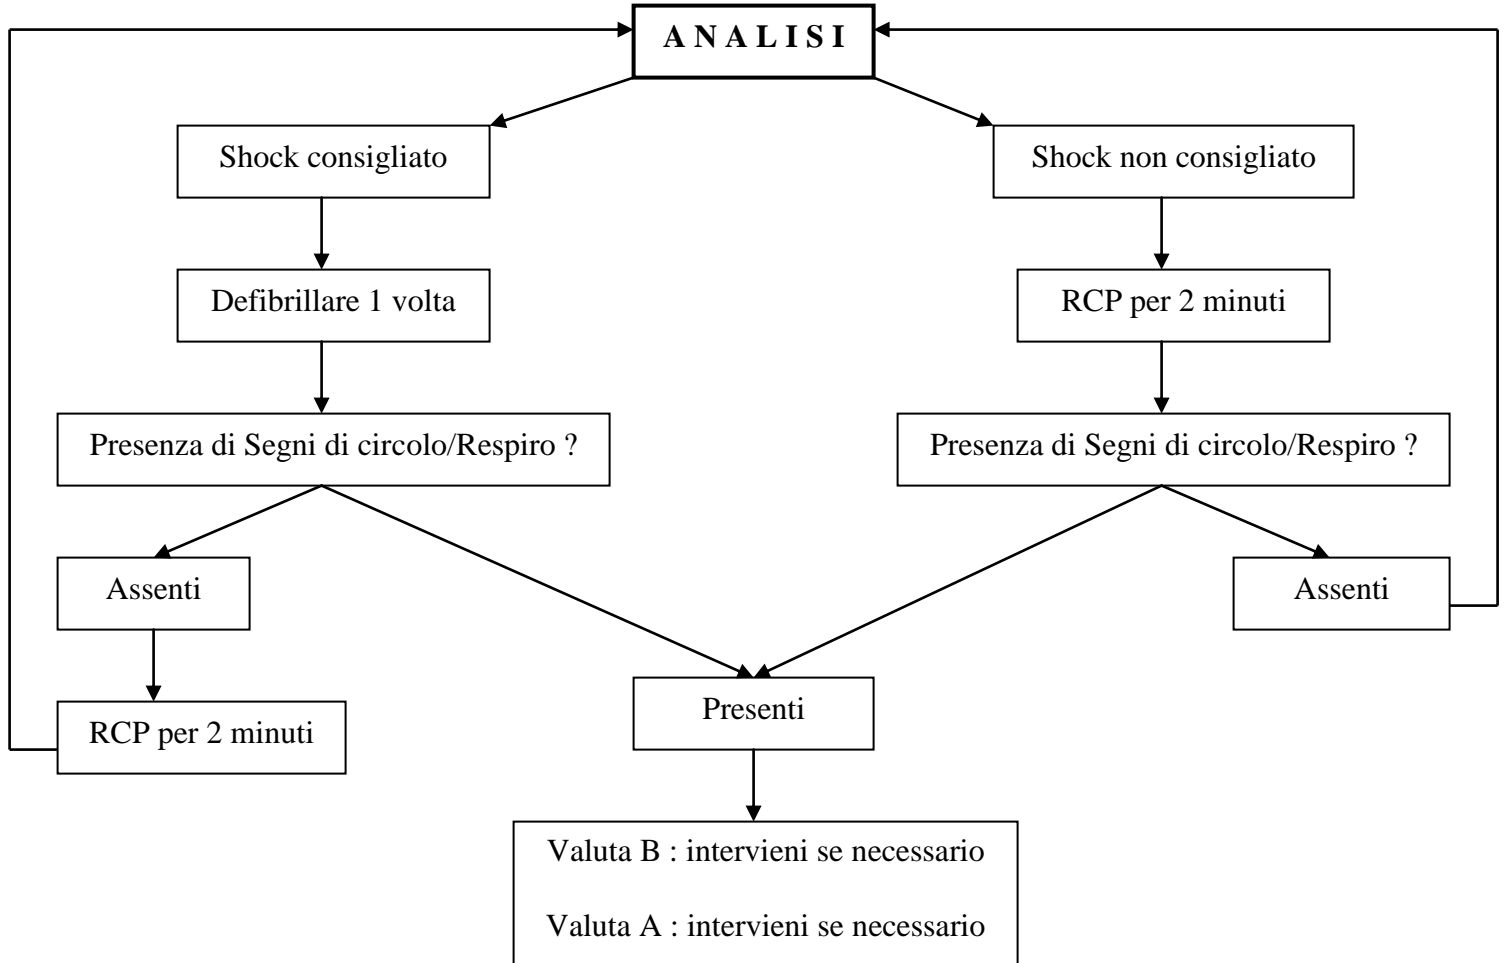 A N A L I S I
Shock consigliato
Shock non consigliato
Defibrillare 1 volta
RCP per 2 minuti
Presenza di Segni di circolo/Respiro ?
Presenza di Segni di circolo/Respiro ?
Assenti
Assenti
RCP per 2 minuti
Presenti
Valuta B : intervieni se necessario
Valuta A : intervieni se necessario